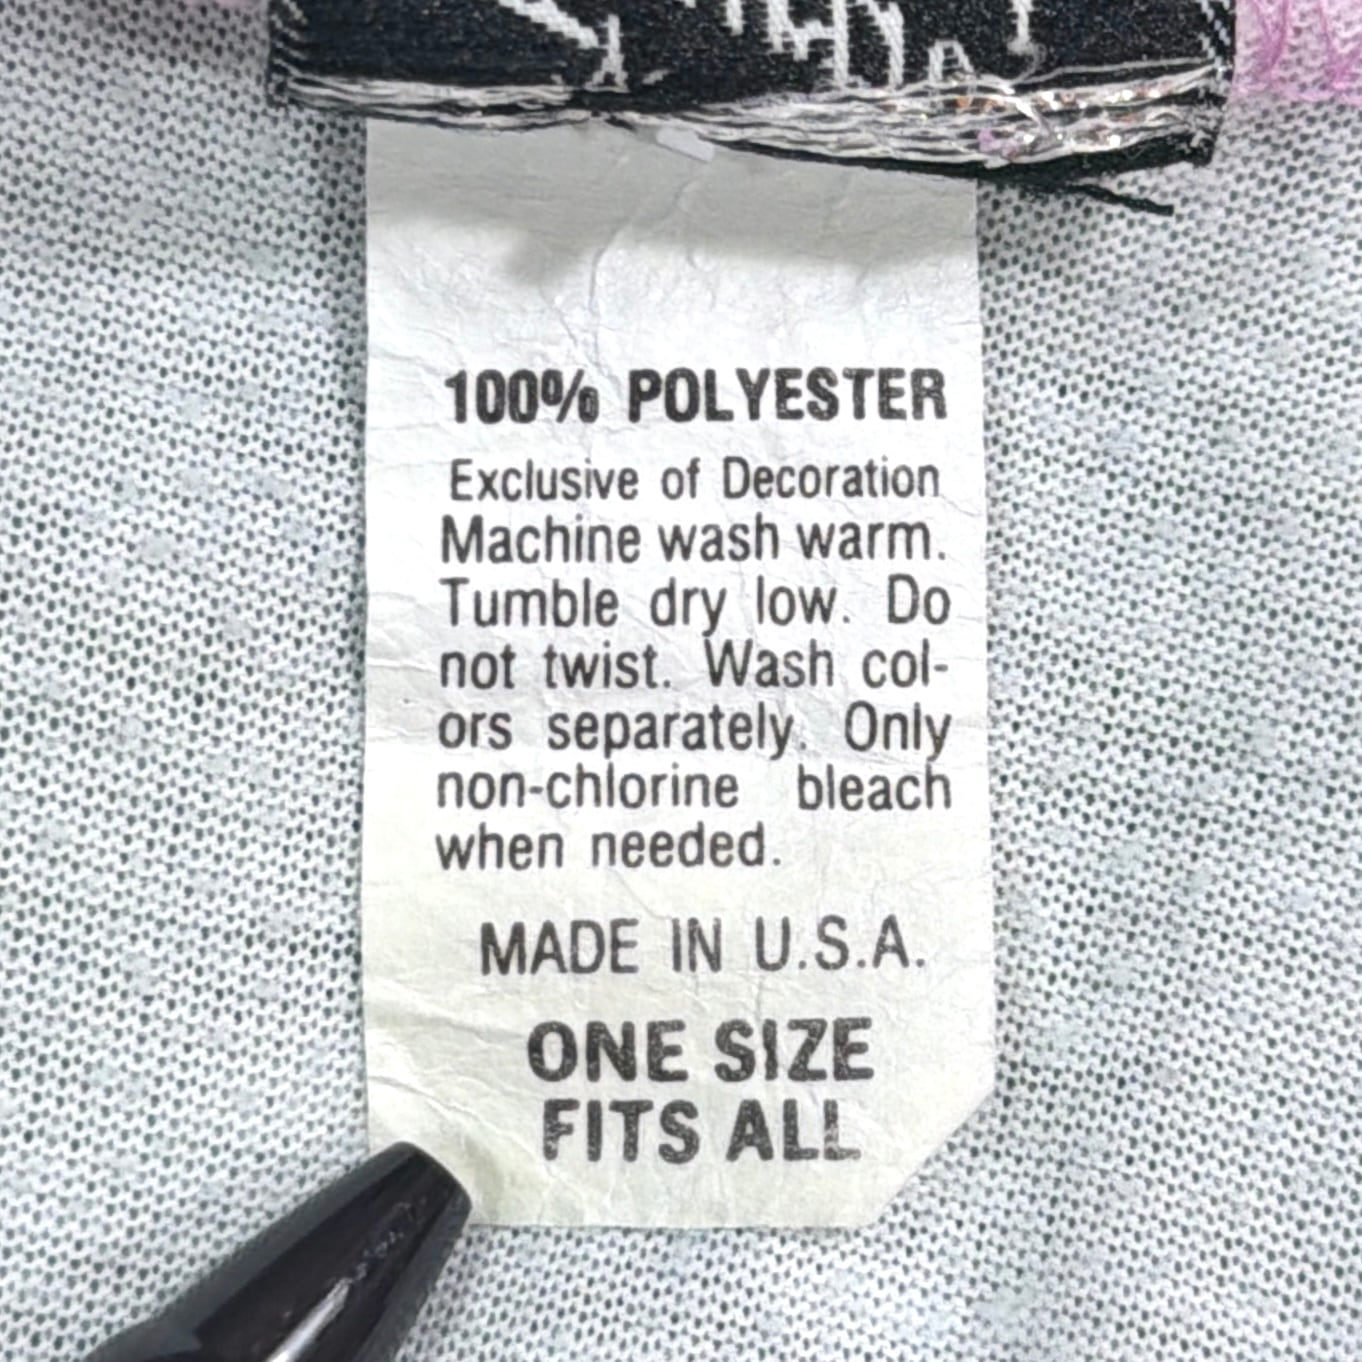 100% POLYESTER
Exclusive of Decoration
Machine wash warm.
Tumble dry low. Do
not twist. Wash col-
ors separately. Only
non-chlorine bleach
when needed.
MADE IN U.S.A.
ONE SIZE
FITS ALL